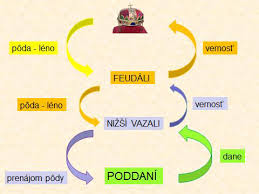 pôda - léno
vernosť
FEUDÁLI
pôda - léno
vernosť
NIŽŠÍ VAZALI
dane
prenájom pôdy
PODDANÍ